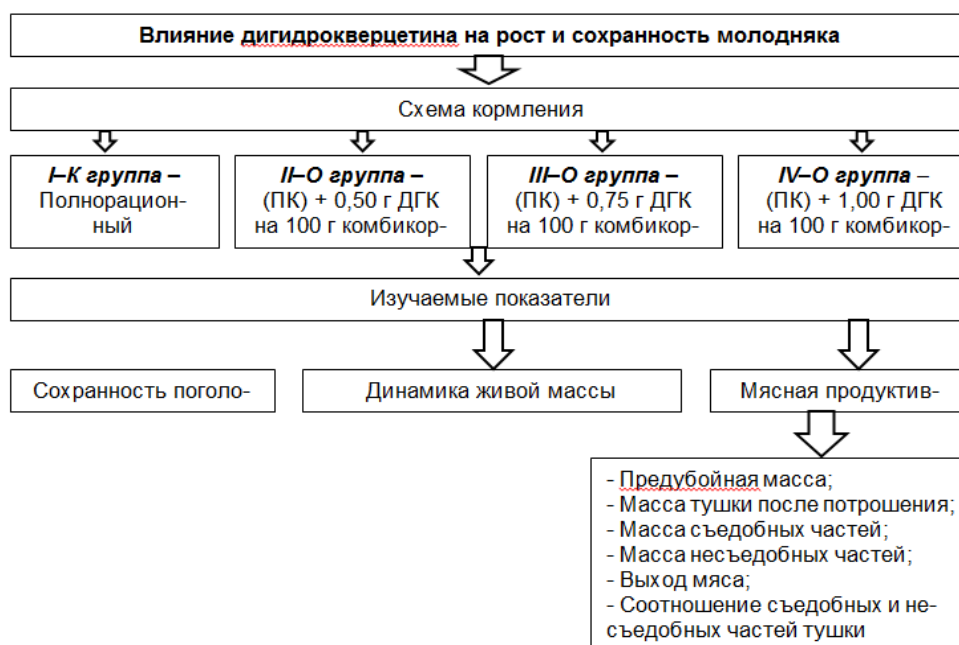 Влияние дигидрокверцетина на рост и сохранность молодняка
Схема кормления
I–К группа –
Полнорацион-
ный
II–О группа –
(ПК) + 0,50 г ДГК
на 100 г комбикор-
III–О группа –
(ПК) + 0,75 г ДГК
на 100 г комбикор-
IV–О группа –
(ПК) + 1,00 г ДГК
на 100 г комбикор-
Изучаемые показатели
Сохранность поголо-
Динамика живой массы
Мясная продуктив-
- Предубойная масса;
- Масса тушки после потрошения;
- Масса съедобных частей;
- Масса несъедобных частей;
- Выход мяса;
- Соотношение съедобных и не-
съедобных частей тушки